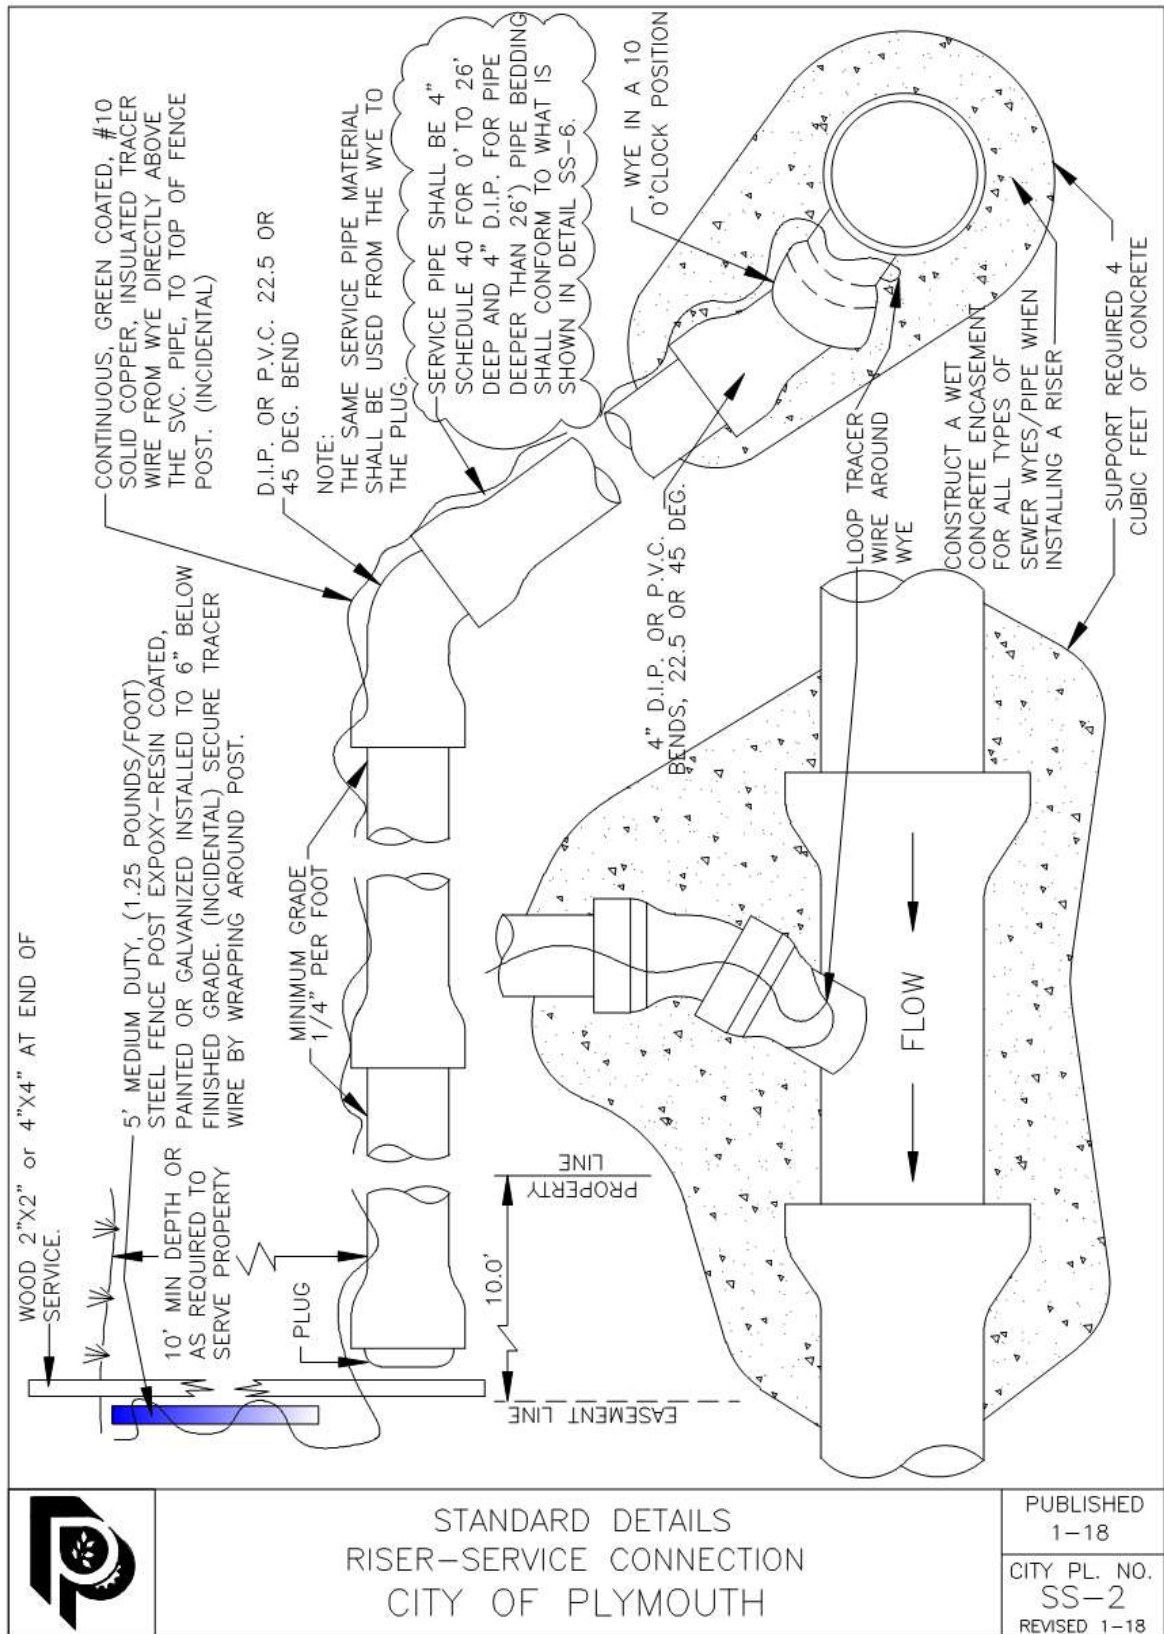 WOOD 2"X2" or 4"X4" AT END OF
SERVICE.
5' MEDIUM DUTY, (1.25 POUNDS/FOOT)
STEEL FENCE POST EXPOXY-RESIN COATED,
PAINTED OR GALVANIZED INSTALLED TO 6" BELOW
FINISHED GRADE. (INCIDENTAL) SECURE TRACER
WIRE BY WRAPPING AROUND POST.
CONTINUOUS, GREEN COATED, #10
SOLID COPPER, INSULATED TRACER
WIRE FROM WYE DIRECTLY ABOVE
THE SVC. PIPE, TO TOP OF FENCE
POST. (INCIDENTAL)
D.I.P. OR P.V.C. 22.5 OR
45 DEG. BEND
NOTE:
THE SAME SERVICE PIPE MATERIAL
SHALL BE USED FROM THE WYE TO
THE PLUG.
SERVICE PIPE SHALL BE 4"
SCHEDULE 40 FOR 0' TO 26'
DEEP AND 4" D.I.P. FOR PIPE
DEEPER THAN 26') PIPE BEDDING
SHALL CONFORM TO WHAT IS
SHOWN IN DETAIL SS-6.
WYE IN A 10
O'CLOCK POSITION
10' MIN DEPTH OR
AS REQUIRED TO
SERVE PROPERTY
PLUG
MINIMUM GRADE
1/4" PER FOOT
10.0'
EASEMENT LINE
PROPERTY
LINE
4" D.I.P. OR P.V.C.
BENDS, 22.5 OR 45 DEG.
LOOP TRACER
WIRE AROUND
WYE
CONSTRUCT A WET
CONCRETE ENCASEMENT
FOR ALL TYPES OF
SEWER WYES/PIPE WHEN
INSTALLING A RISER
SUPPORT REQUIRED 4
CUBIC FEET OF CONCRETE
FLOW
STANDARD DETAILS
RISER-SERVICE CONNECTION
CITY OF PLYMOUTH
PUBLISHED
1-18
CITY PL. NO.
SS-2
REVISED 1-18